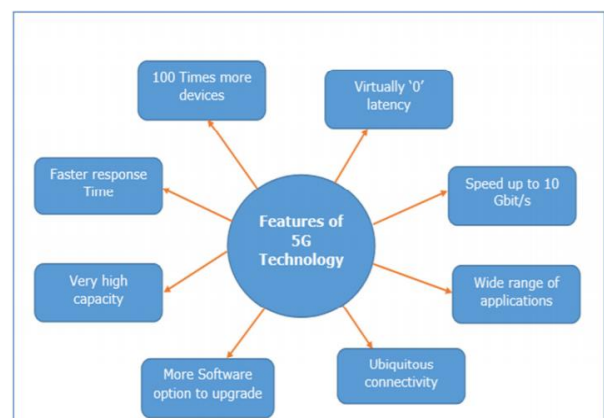 100 Times more
devices
Virtually ‘0’
latency
Faster response
Time
Speed up to 10
Gbit/s
Features of
5G
Technology
Very high
capacity
Wide range of
applications
More Software
option to upgrade
Ubiquitous
connectivity